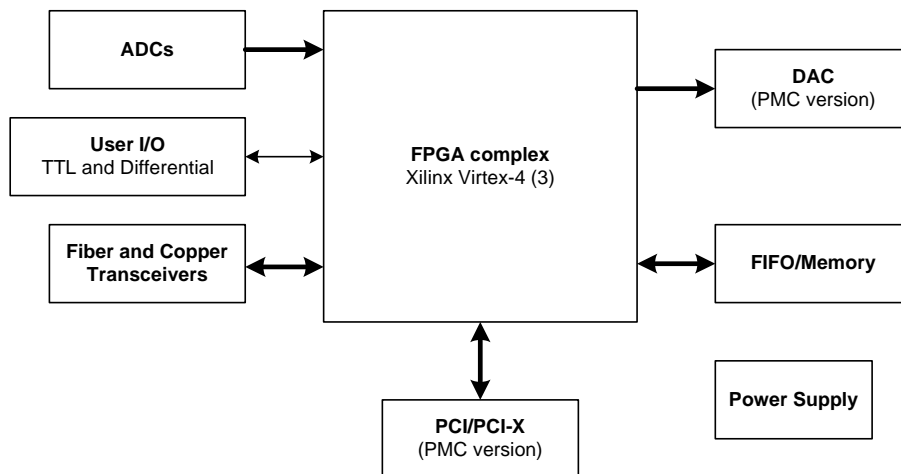 ADCs
DAC
(PMC version)
User I/O
TTL and Differential
FPGA complex
Xilinx Virtex-4 (3)
Fiber and Copper
Transceivers
FIFO/Memory
Power Supply
PCI/PCI-X
(PMC version)